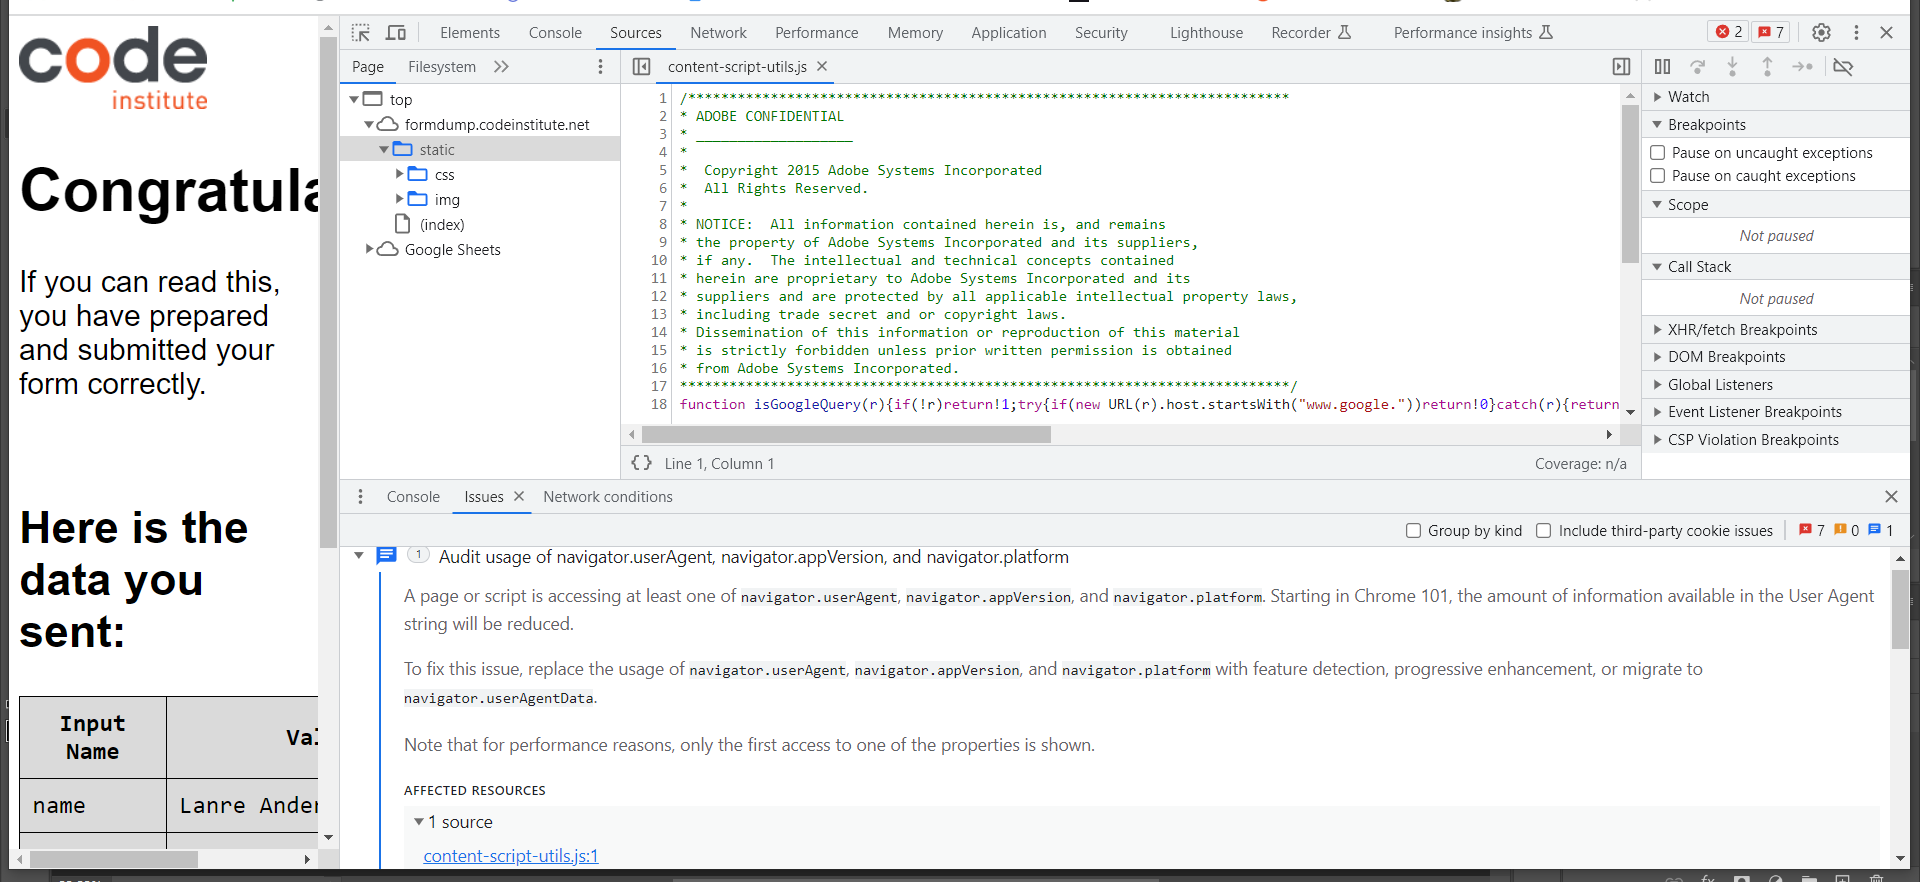 code
institute
Congratula
If you can read this,
you have prepared
and submitted your
form correctly.
Here is the
data you
sent:
Input
Name
Val
name
Lanre Ander
Elements
Console
Sources
Network
Performance
Memory
Application
Security
Lighthouse
Recorder
Performance insights
2
7
Page
Filesystem
top
formdump.codeinstitute.net
static
css
img
(index)
Google Sheets
content-script-utils.js
1 /**************************************************************************
2 * ADOBE CONFIDENTIAL
3 * ___________________
4 *
5 *  Copyright 2015 Adobe Systems Incorporated
6 *  All Rights Reserved.
7 *
8 * NOTICE:  All information contained herein is, and remains
9 * the property of Adobe Systems Incorporated and its suppliers,
10 * if any.  The intellectual and technical concepts contained
11 * herein are proprietary to Adobe Systems Incorporated and its
12 * suppliers and are protected by all applicable intellectual property laws,
13 * including trade secret and or copyright laws.
14 * Dissemination of this information or reproduction of this material
15 * is strictly forbidden unless prior written permission is obtained
16 * from Adobe Systems Incorporated.
17 **************************************************************************/
18 function isGoogleQuery(r){if(!r)return!1;try{if(new URL(r).host.startsWith("www.google."))return!0}catch(r){return
{} Line 1, Column 1
Coverage: n/a
Watch
Breakpoints
Pause on uncaught exceptions
Pause on caught exceptions
Scope
Not paused
Call Stack
Not paused
XHR/fetch Breakpoints
DOM Breakpoints
Global Listeners
Event Listener Breakpoints
CSP Violation Breakpoints
Console
Issues
Network conditions
Group by kind
Include third-party cookie issues
7
0
1
1 Audit usage of navigator.userAgent, navigator.appVersion, and navigator.platform
A page or script is accessing at least one of navigator.userAgent, navigator.appVersion, and navigator.platform. Starting in Chrome 101, the amount of information available in the User Agent
string will be reduced.
To fix this issue, replace the usage of navigator.userAgent, navigator.appVersion, and navigator.platform with feature detection, progressive enhancement, or migrate to
navigator.userAgentData.
Note that for performance reasons, only the first access to one of the properties is shown.
AFFECTED RESOURCES
1 source
content-script-utils.js:1